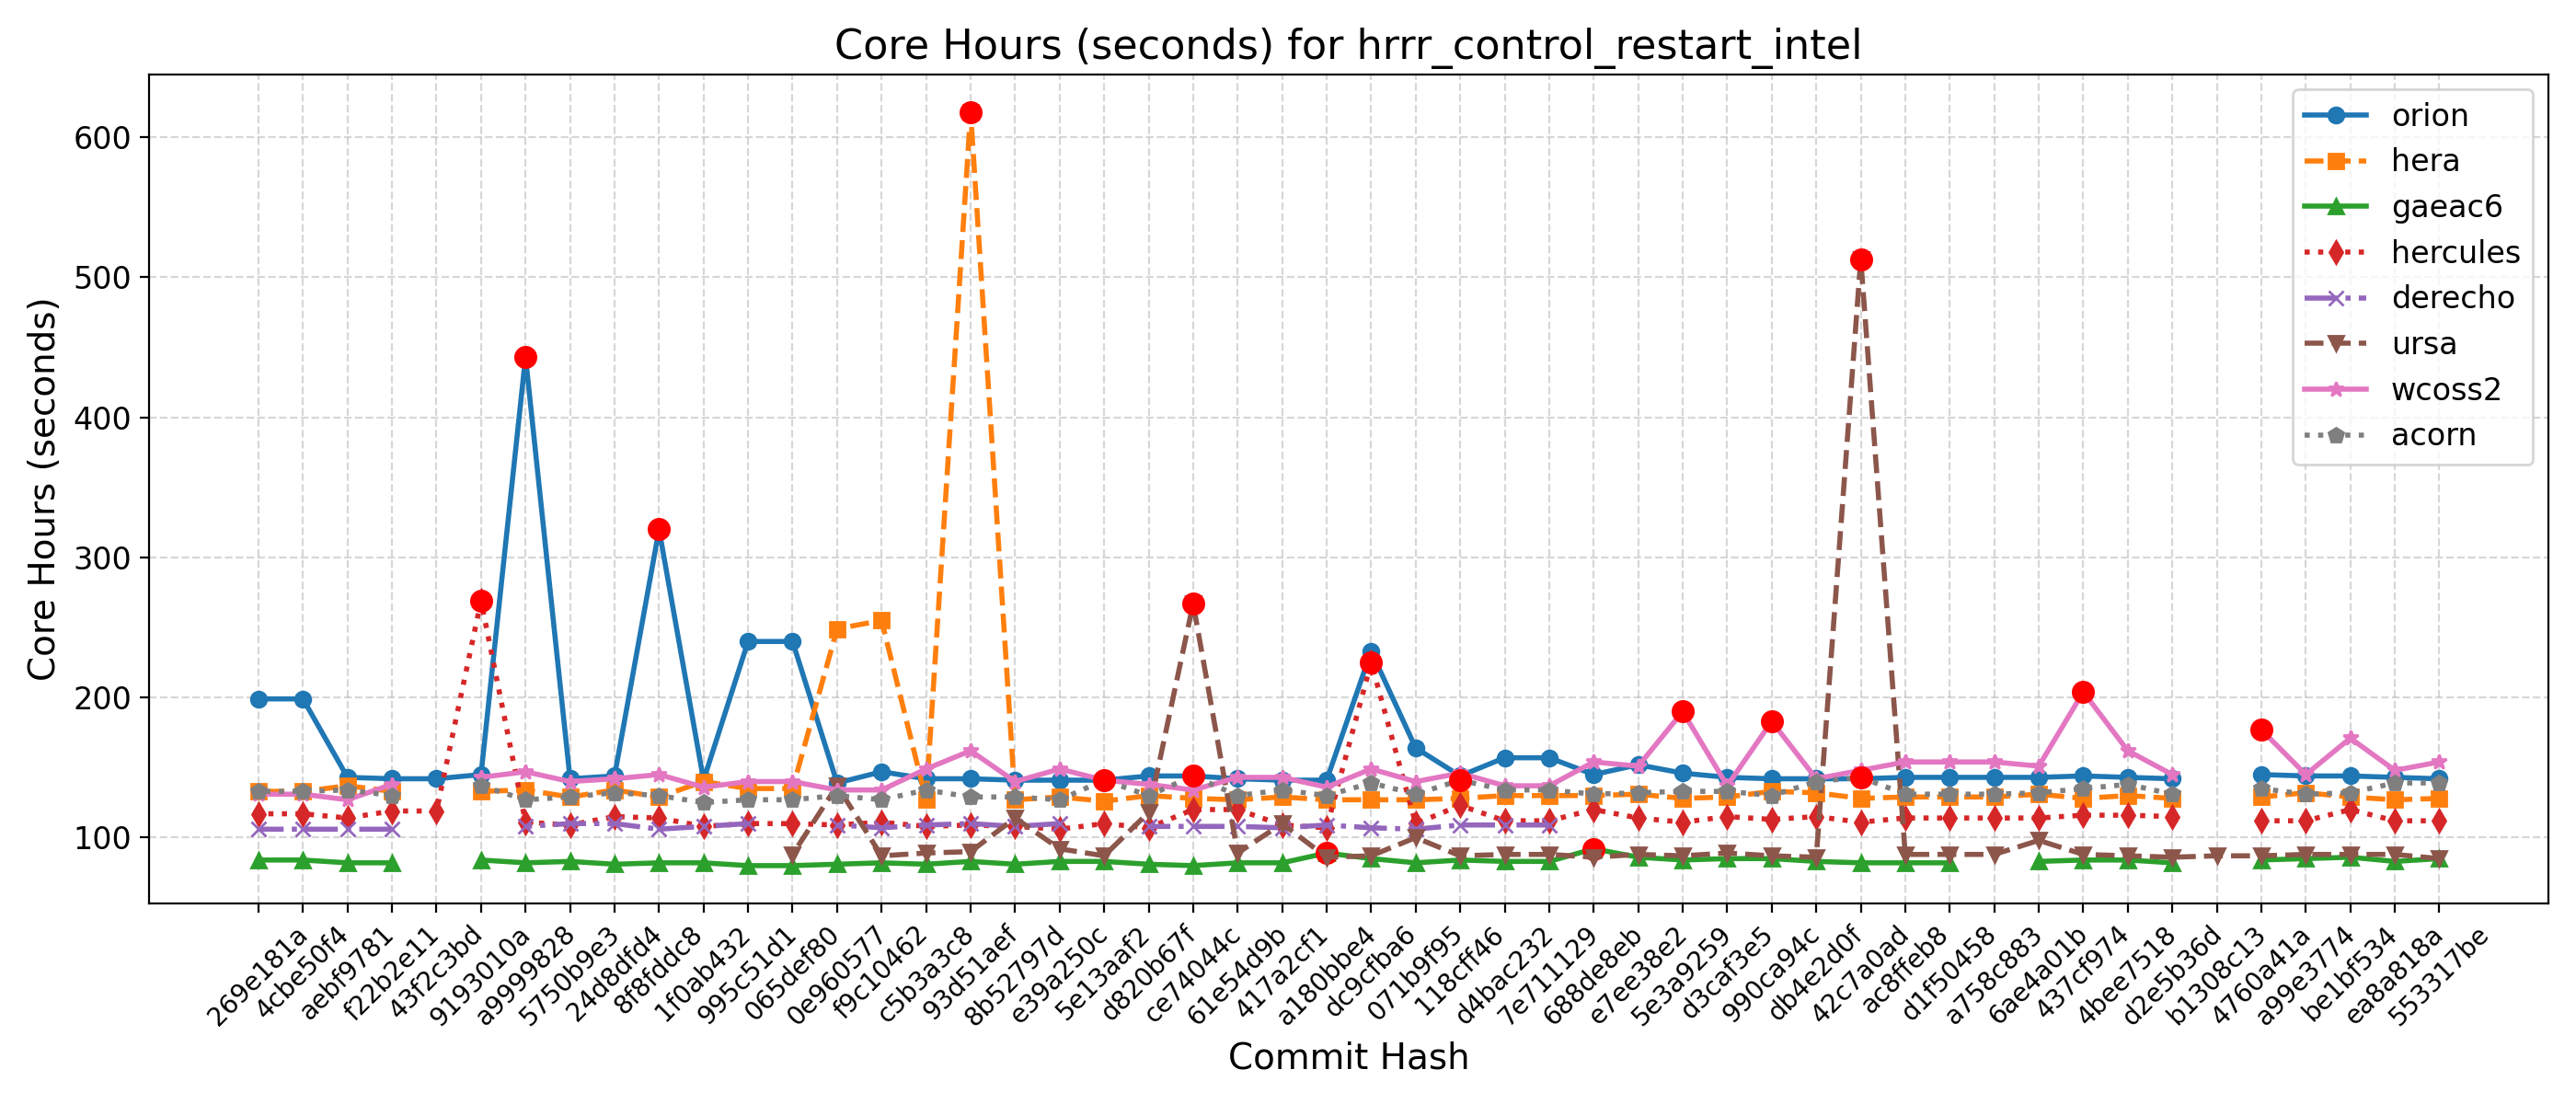 Core Hours (seconds) for hrrr_control_restart_intel
Core Hours (seconds)
600
500
400
300
200
100
orion
hera
gaeac6
hercules
derecho
ursa
wcoss2
acorn
269e181a
4cbe50f4
aebf9781
f22b2e11
43f2c3bd
9193010a
a9999828
5750b9e3
24d8dfd4
8f8fddc8
1f0ab432
995c51d1
065def80
0e960577
f9c10462
c5b3a3c8
93d51aef
8b52797d
e39a250c
5e13aaf2
d820b67f
ce74044c
61e54d9b
417a2cf1
a180bbe4
dc9cfba6
071b9f95
118cff46
d4bac232
7e711129
688de8eb
e7ee38e2
5e3a9259
d3caf3e5
990ca94c
db4e2d0f
42c7a0ad
ac8ffeb8
d1f50458
a758c883
6ae4a01b
437cf974
4bee7518
d2e5b36d
b1308c13
4760a41a
a99e3774
be1bf534
ea8a818a
553317be
Commit Hash